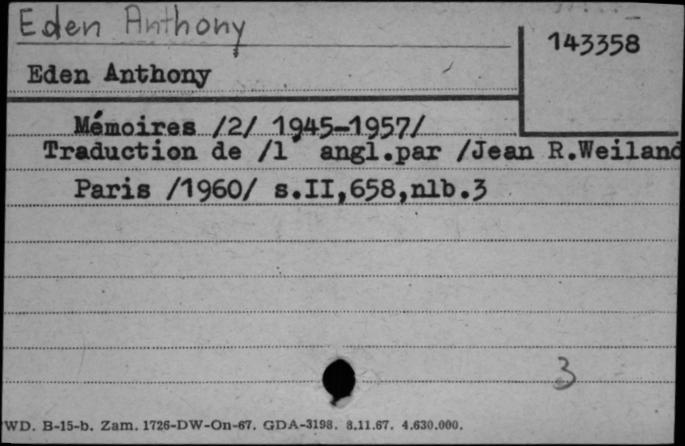 Eden Anthony
143358
Eden Anthony
Mémoires /2/ 1945-1957/
Traduction de /l' angl.par /Jean R.Weiland
Paris /1960/ s.II,658,nlb.3
3
WD. B-15-b. Zam. 1726-DW-On-67. GDA-3198. 8.11.67. 4.630.000.